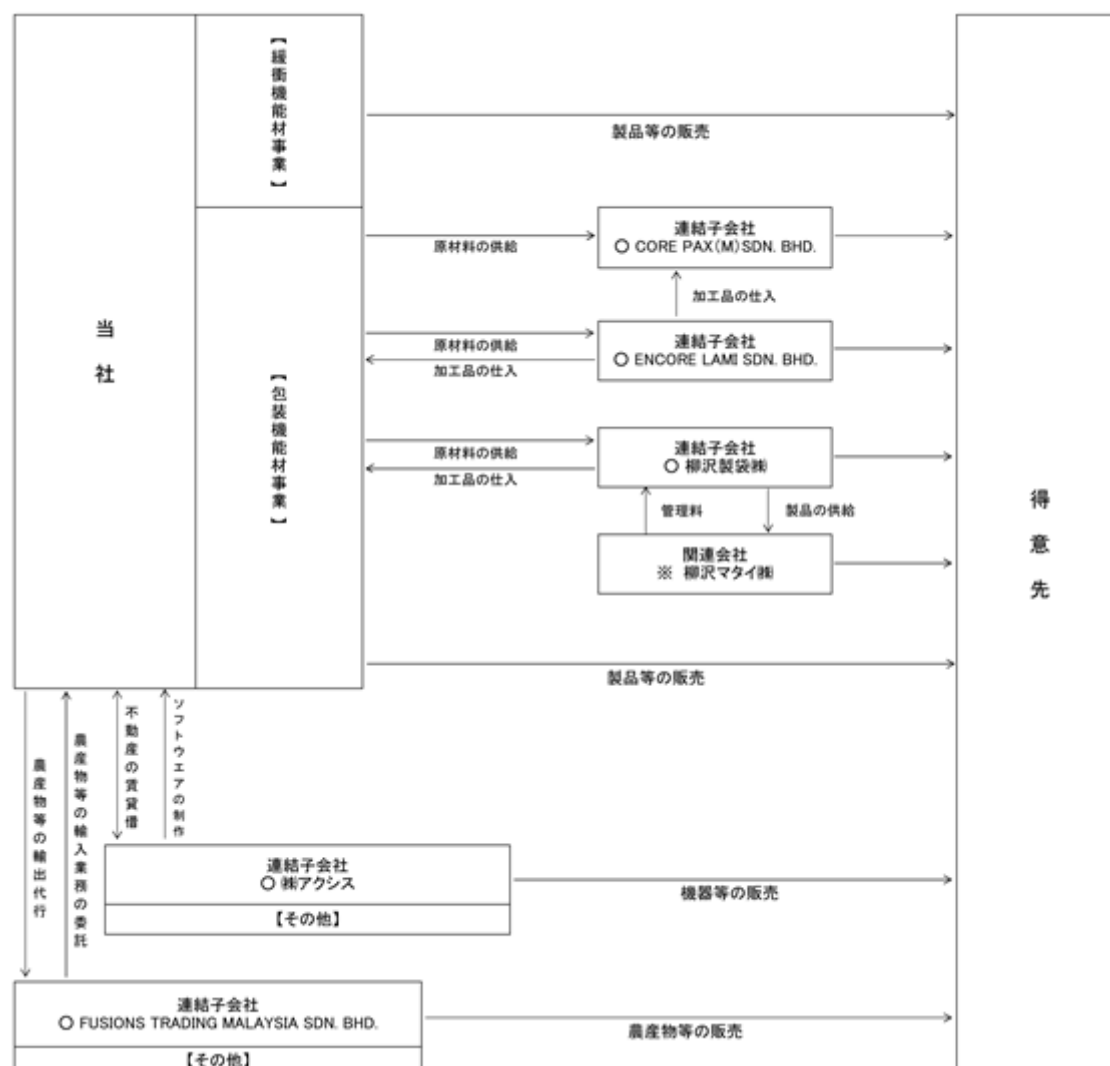 当
社
【緩衝機能材事業】
製品等の販売
【包装機能材事業】
原材料の供給
連結子会社
○ CORE PAX(M)SDN. BHD.
加工品の仕入
原材料の供給
加工品の仕入
連結子会社
○ ENCORE LAMI SDN. BHD.
原材料の供給
加工品の仕入
連結子会社
○ 柳沢製袋㈱
管理料
製品の供給
関連会社
※ 柳沢マタイ㈱
製品等の販売
得
意
先
農産物等の輸出代行
農産物等の輸入業務の委託
不動産の賃貸借
ソフトウエアの制作
連結子会社
○ ㈱アクシス
【その他】
機器等の販売
連結子会社
○ FUSIONS TRADING MALAYSIA SDN. BHD.
【その他】
農産物等の販売